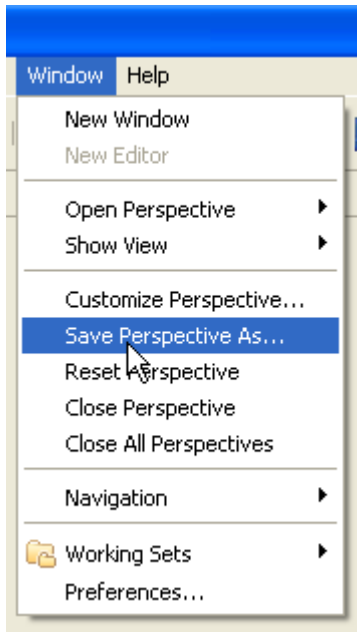 Window Help
New Window
New Editor
Open Perspective
Show View
Customize Perspective...
Save Perspective As...
Reset Perspective
Close Perspective
Close All Perspectives
Navigation
Working Sets
Preferences...